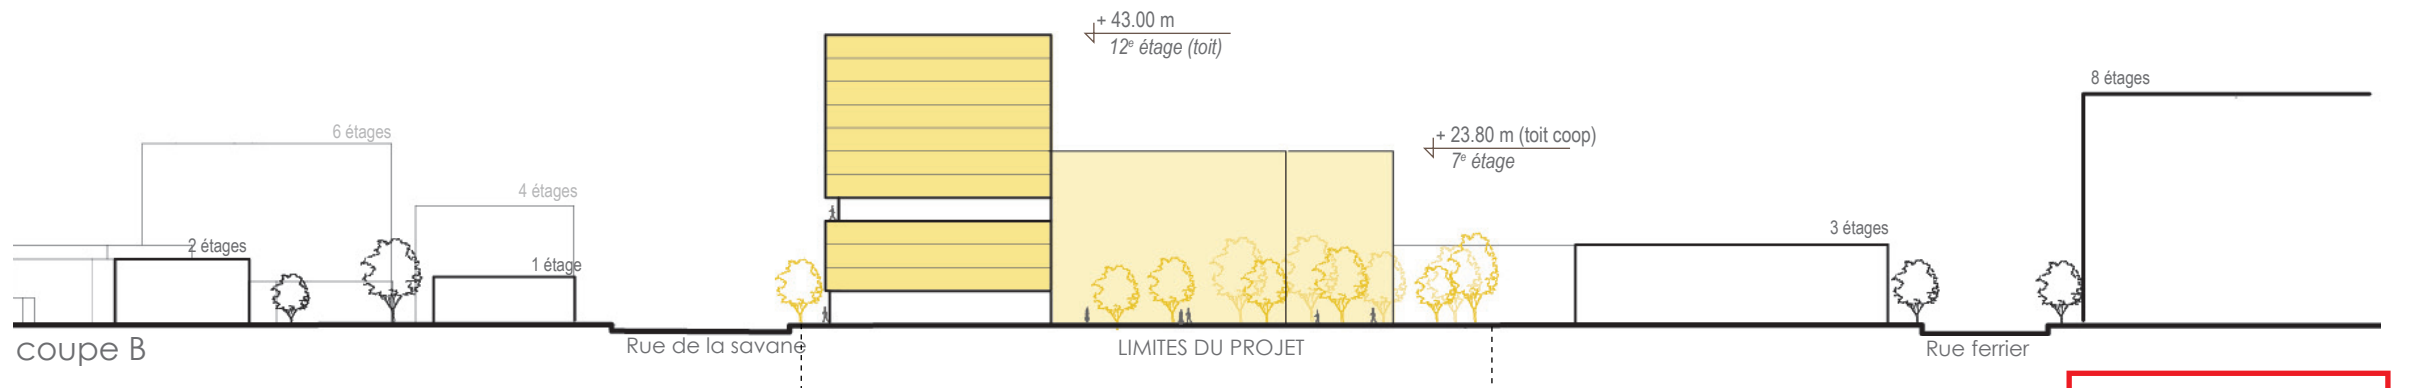 + 43.00 m
12e étage (toit)
8 étages
6 étages
+ 23.80 m (toit coop)
7e étage
4 étages
2 étages
3 étages
1 étage
coupe B
Rue de la savane
LIMITES DU PROJET
Rue ferrier